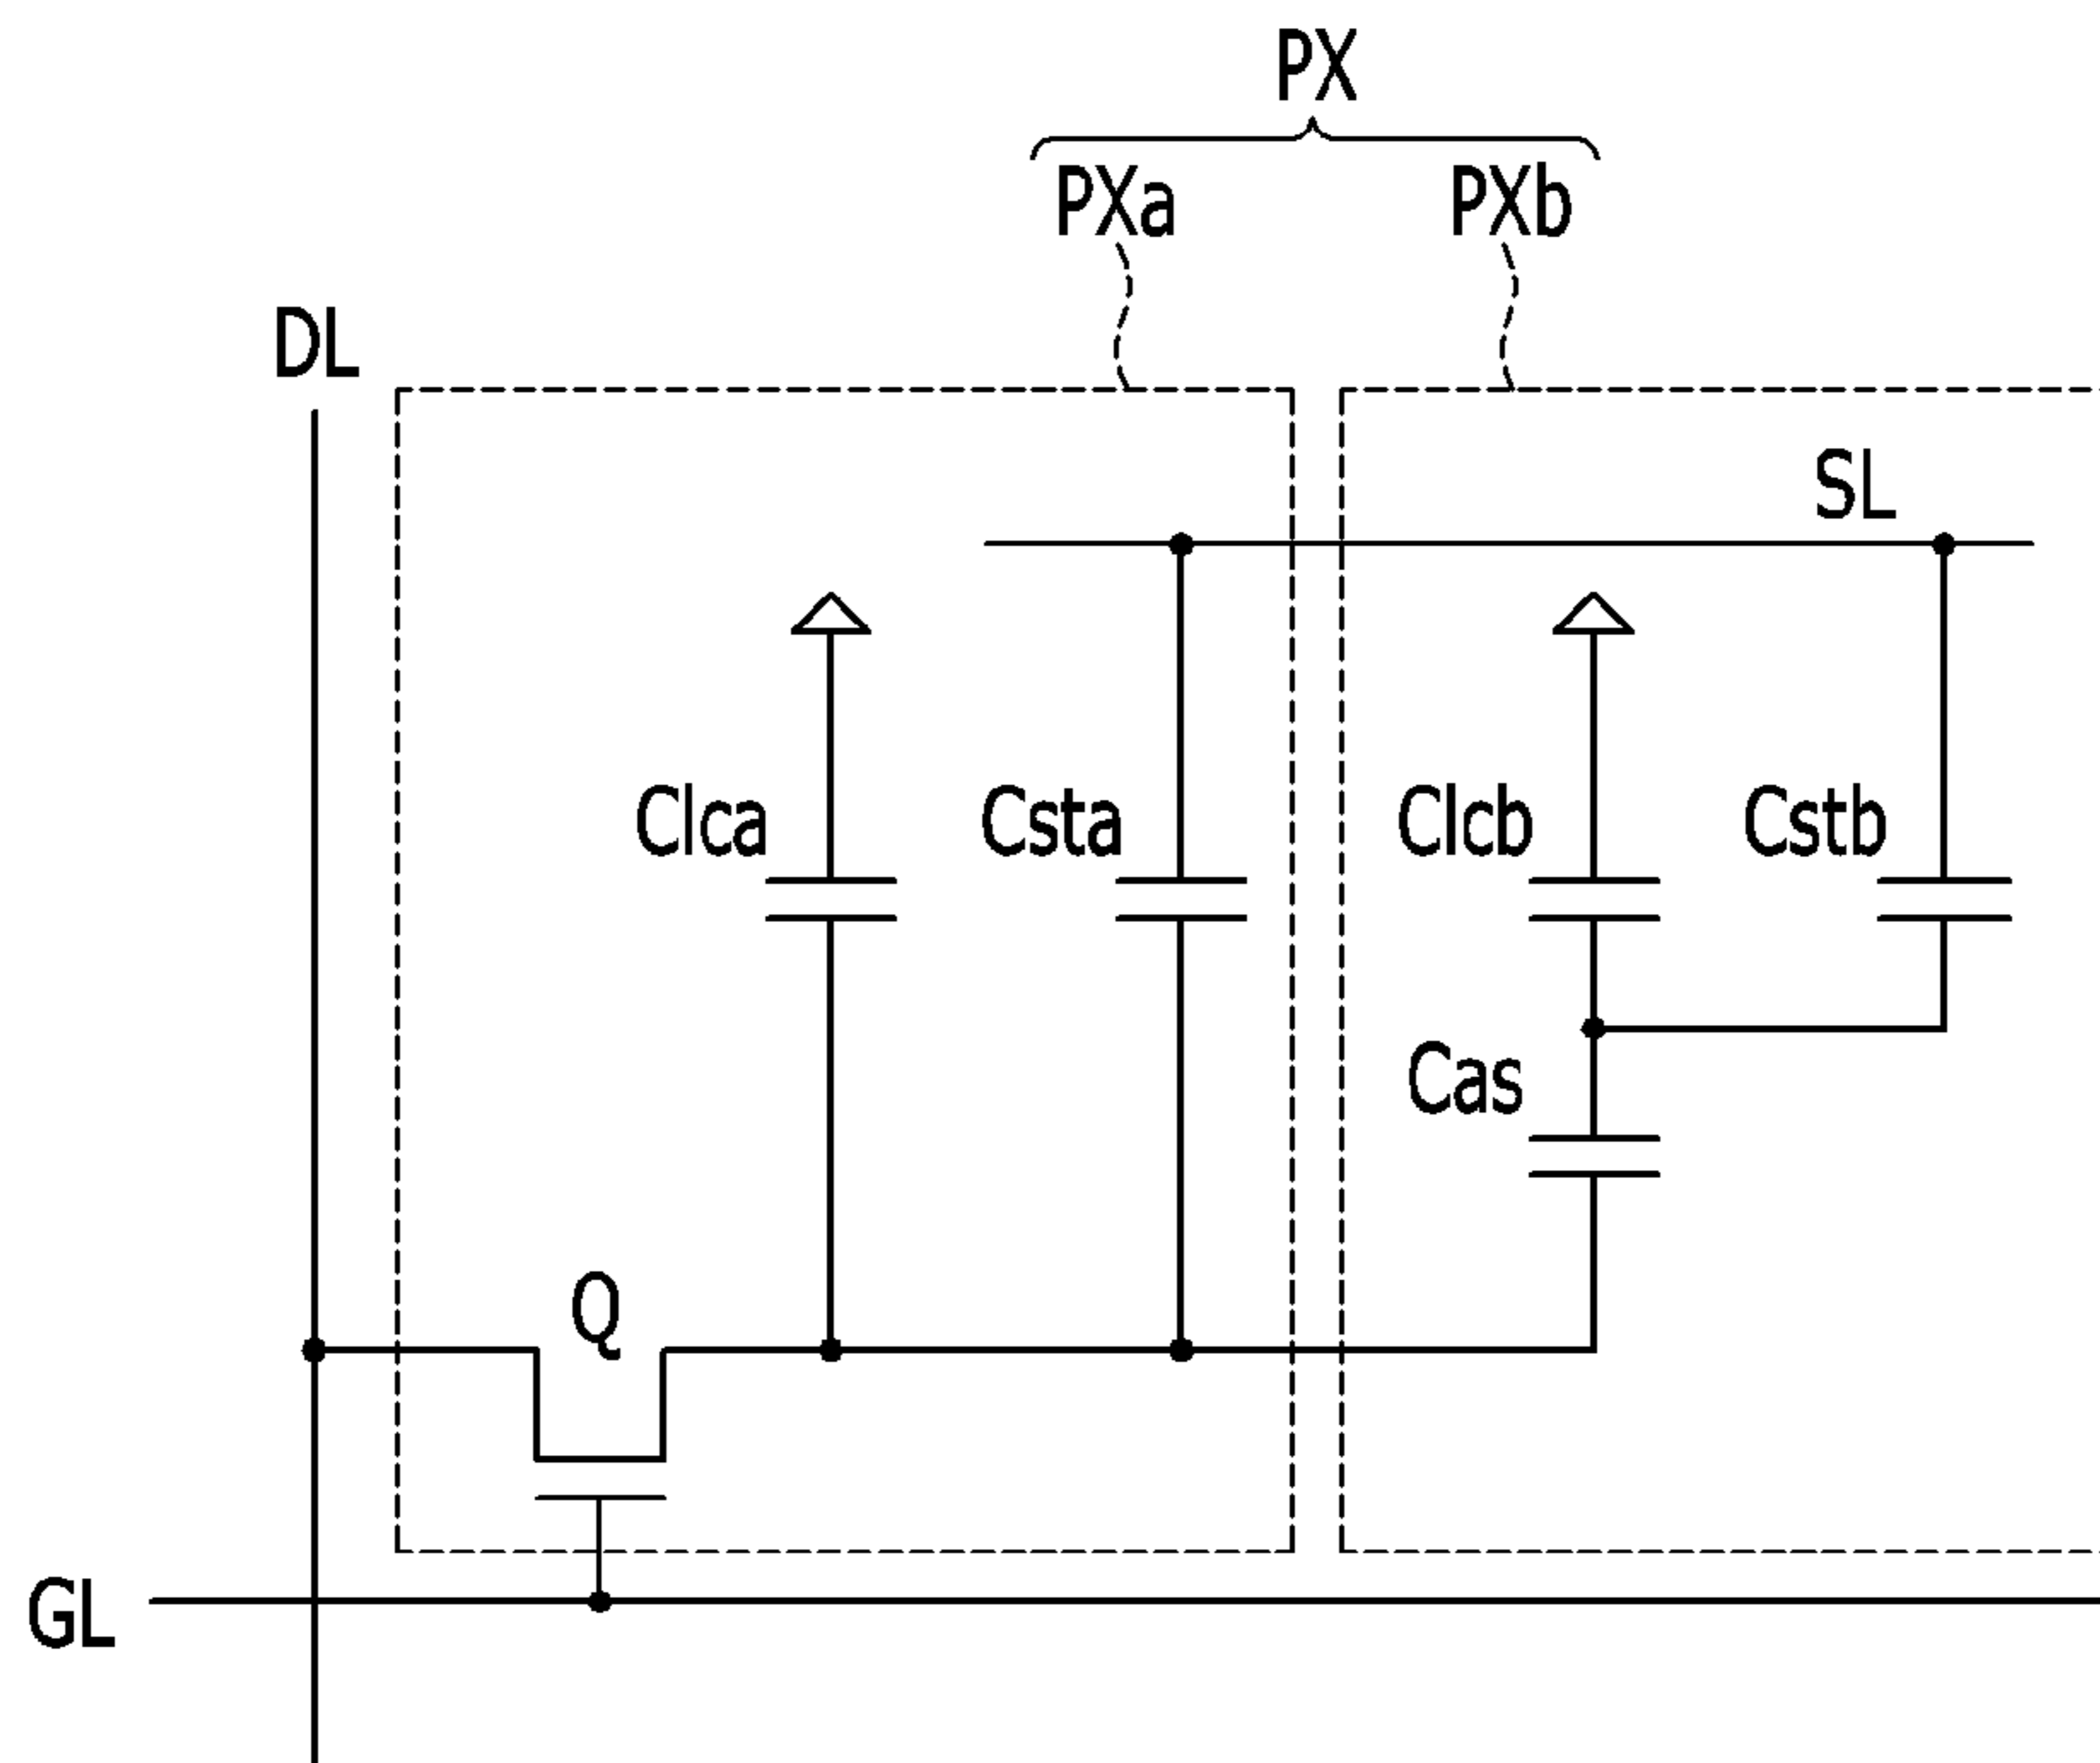 PX
PXa
PXb
DL
SL
Clca
Csta
Clcb
Cstb
Cas
Q
GL